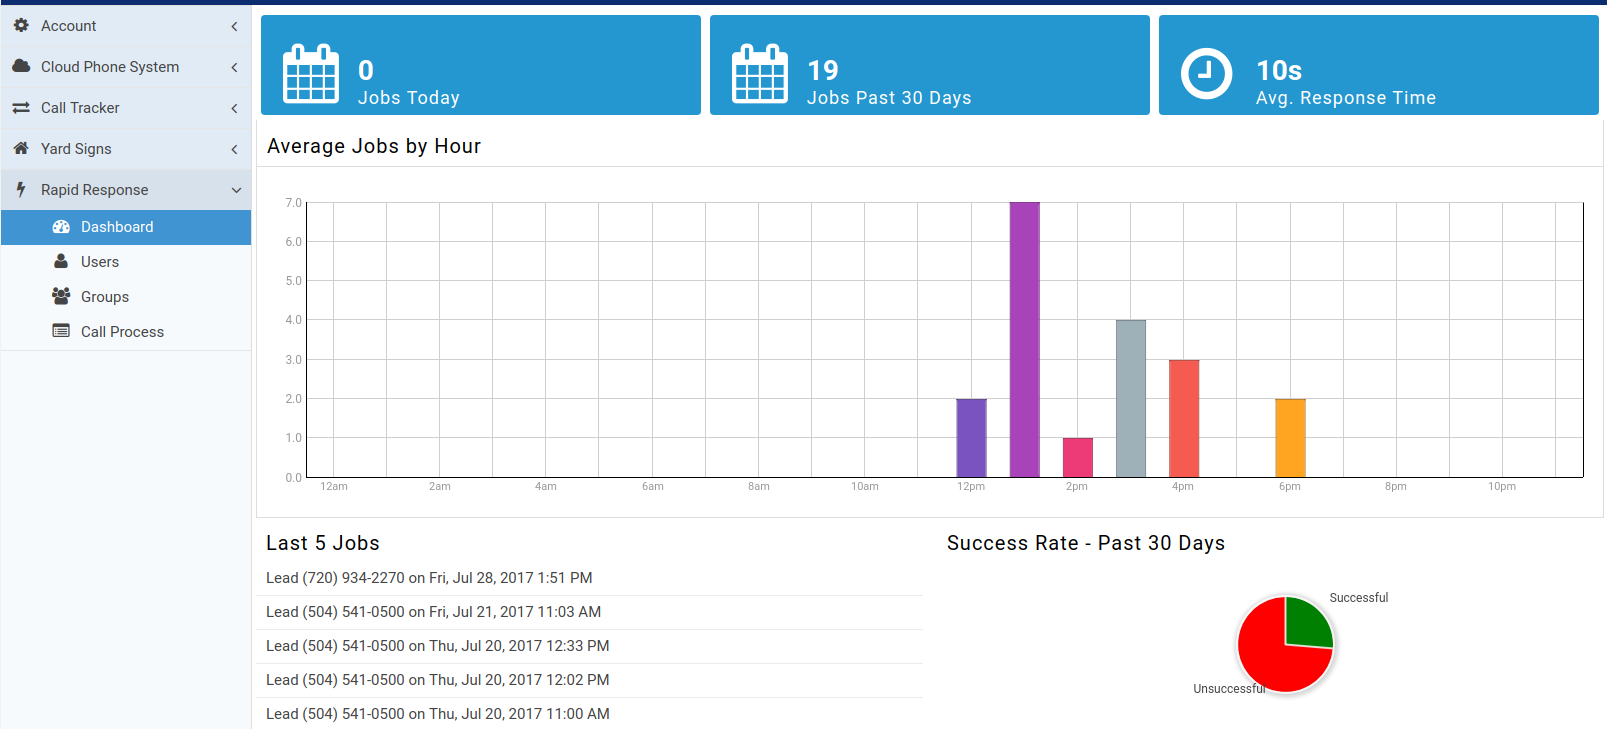 Account
Cloud Phone System
Call Tracker
Yard Signs
Rapid Response
Dashboard
Users
Groups
Call Process
0
Jobs Today
19
Jobs Past 30 Days
10s
Avg. Response Time
Average Jobs by Hour
7.0
6.0
5.0
4.0
3.0
2.0
1.0
0.0
12am 2am 4am 6am 8am 10am 12pm 2pm 4pm 6pm 8pm 10pm
Last 5 Jobs
Lead (720) 934-2270 on Fri, Jul 28, 2017 1:51 PM
Lead (504) 541-0500 on Fri, Jul 21, 2017 11:03 AM
Lead (504) 541-0500 on Thu, Jul 20, 2017 12:33 PM
Lead (504) 541-0500 on Thu, Jul 20, 2017 12:02 PM
Lead (504) 541-0500 on Thu, Jul 20, 2017 11:00 AM
Success Rate - Past 30 Days
Successful
Unsuccessful